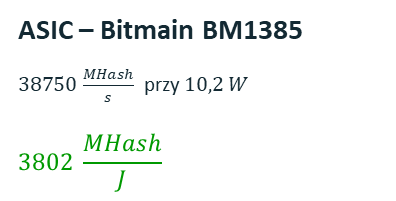 ASIC – Bitmain BM1385
38750 MHash/s przy 10,2 W
3802 MHash/J